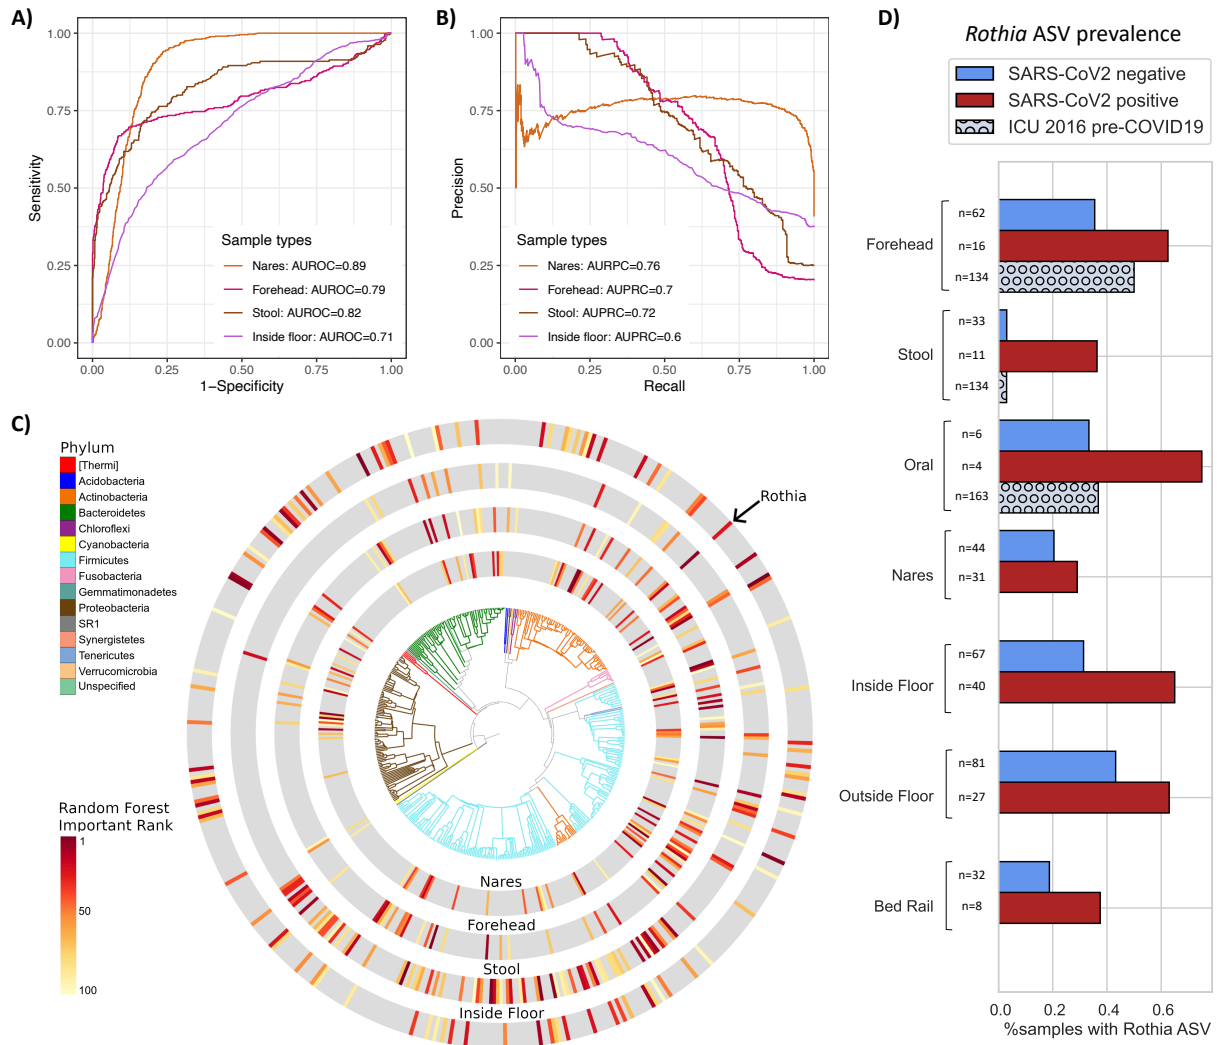 A)
1.00
0.75
0.50
0.25
0.00
Sensitivity
Sample types
Nares: AUROC=0.89
Forehead: AUROC=0.79
Stool: AUROC=0.82
Inside floor: AUROC=0.71
0.00 0.25 0.50 0.75 1.00
1−Specificity
B)
1.00
0.75
0.50
0.25
0.00
Precision
Sample types
Nares: AURPC=0.76
Forehead: AUPRC=0.7
Stool: AUPRC=0.72
Inside floor: AUPRC=0.6
0.00 0.25 0.50 0.75 1.00
Recall
C)
Phylum
[Thermi]
Acidobacteria
Actinobacteria
Bacteroidetes
Chloroflexi
Cyanobacteria
Firmicutes
Fusobacteria
Gemmatimonadetes
Proteobacteria
SR1
Synergistetes
Tenericutes
Verrucomicrobia
Unspecified
Random Forest
Important Rank
1
50
100
Rothia
Nares
Forehead
Stool
Inside Floor
D)
Rothia ASV prevalence
SARS-CoV2 negative
SARS-CoV2 positive
ICU 2016 pre-COVID19
Forehead
n=62
n=16
n=134
Stool
n=33
n=11
n=134
Oral
n=6
n=4
n=163
Nares
n=44
n=31
Inside Floor
n=67
n=40
Outside Floor
n=81
n=27
Bed Rail
n=32
n=8
0.0 0.2 0.4 0.6
%samples with Rothia ASV